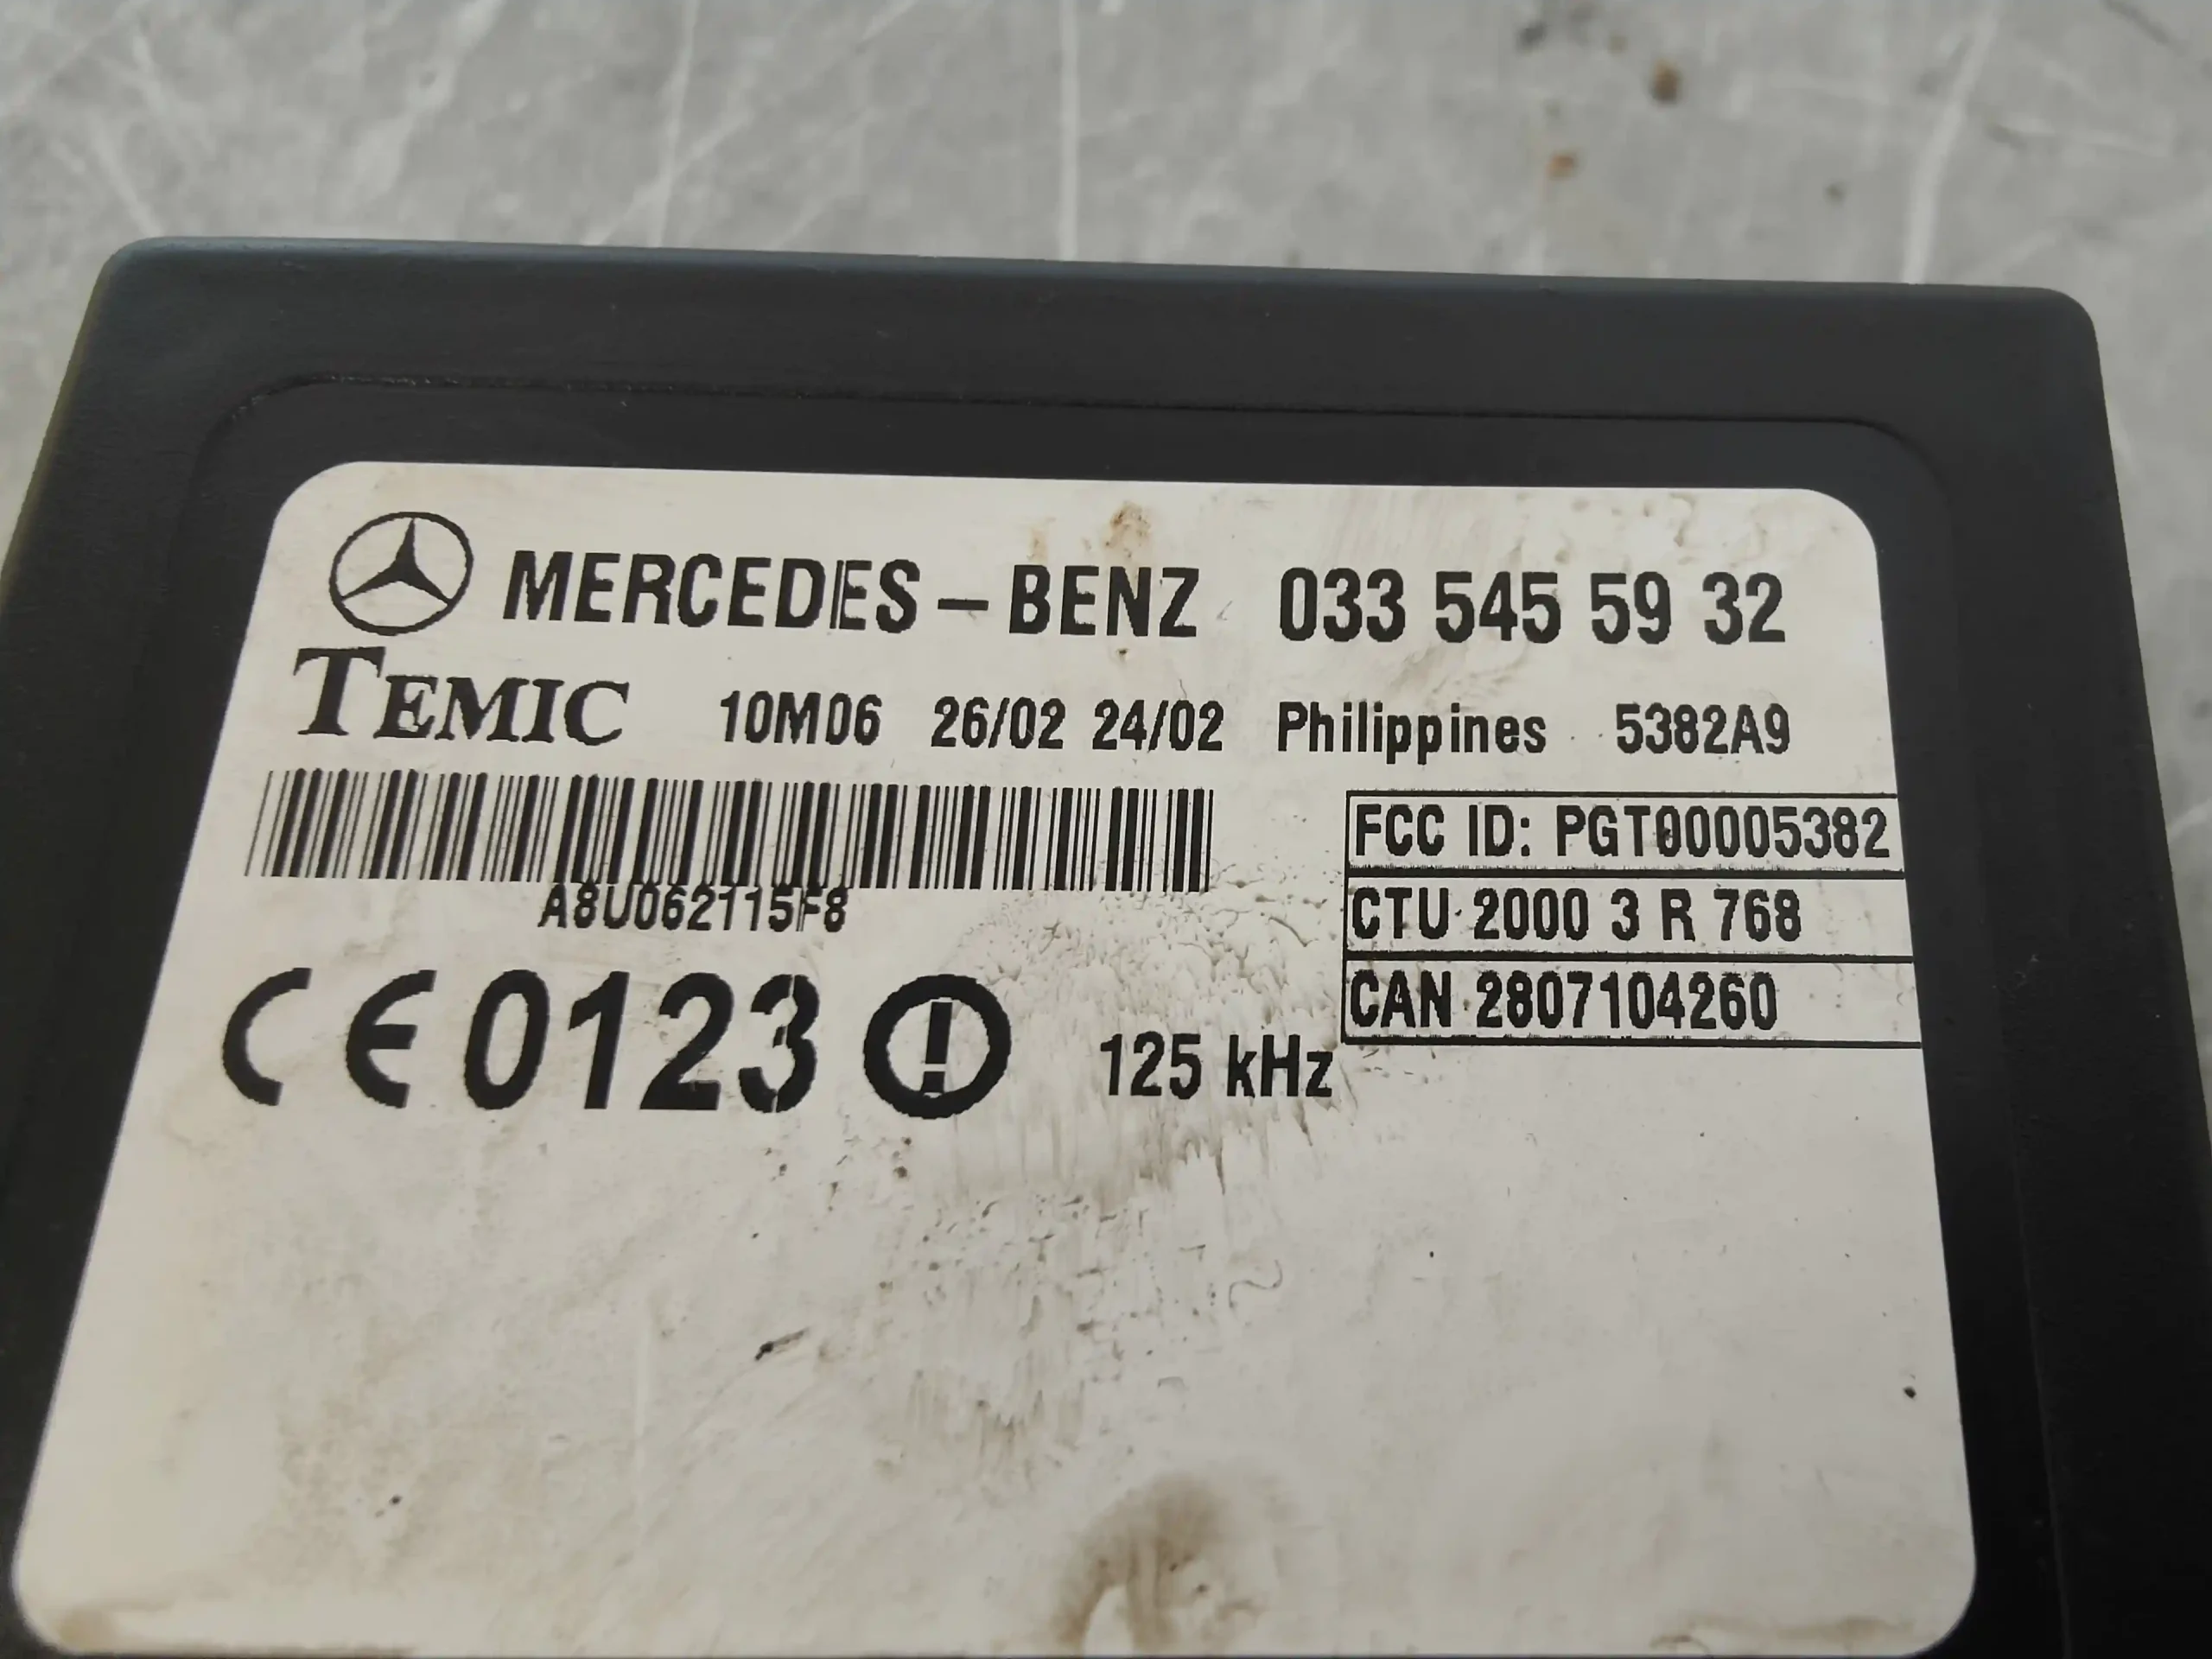 MERCEDES-BENZ 033 545 59 32
TEMIC 10M06 26/02 24/02 Philippines 5382A9
A8U062115F8
FCC ID: PGT00005382
CTU 2000 3 R 768
CAN 2807104260
CE 0123 125 kHz